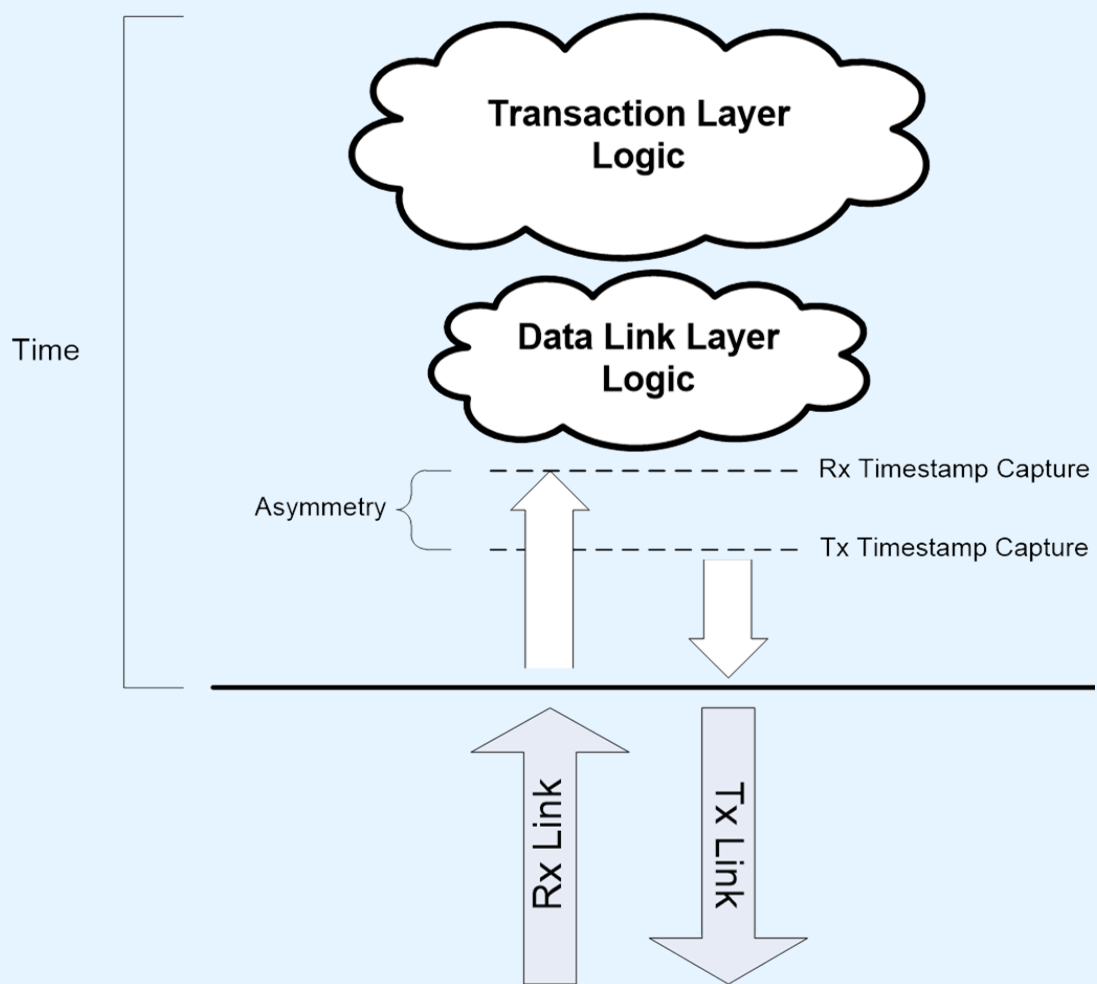 Transaction Layer
Logic
Data Link Layer
Logic
Time
Rx Timestamp Capture
Asymmetry
Tx Timestamp Capture
Rx Link
Tx Link